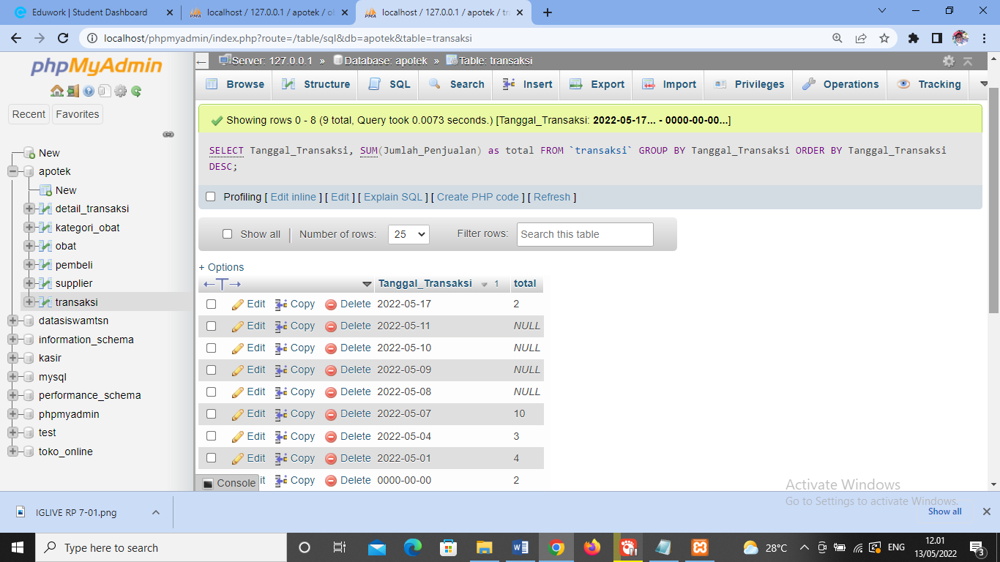 Eduwork | Student Dashboard
localhost / 127.0.0.1 / apotek / ob
localhost / 127.0.0.1 / apotek / tra
localhost/phpmyadmin/index.php?route=/table/sql&db=apotek&table=transaksi
phpMyAdmin
Recent Favorites
New
apotek
New
detail_transaksi
kategori_obat
obat
pembeli
supplier
transaksi
datasiswamtsn
information_schema
kasir
mysql
performance_schema
phpmyadmin
test
toko_online
Server: 127.0.0.1 » Database: apotek » Table: transaksi
Browse Structure SQL Search Insert Export Import Privileges Operations Tracking
Showing rows 0 - 8 (9 total, Query took 0.0073 seconds.) [Tanggal_Transaksi: 2022-05-17... - 0000-00-00...]
SELECT Tanggal_Transaksi, SUM(Jumlah_Penjualan) as total FROM `transaksi` GROUP BY Tanggal_Transaksi ORDER BY Tanggal_Transaksi
DESC;
Profiling [ Edit inline ] [ Edit ] [ Explain SQL ] [ Create PHP code ] [ Refresh ]
Show all | Number of rows: 25 Filter rows: Search this table
+ Options
←T→ Tanggal_Transaksi 1 total
Edit Copy Delete 2022-05-17 2
Edit Copy Delete 2022-05-11 NULL
Edit Copy Delete 2022-05-10 NULL
Edit Copy Delete 2022-05-09 NULL
Edit Copy Delete 2022-05-08 NULL
Edit Copy Delete 2022-05-07 10
Edit Copy Delete 2022-05-04 3
Edit Copy Delete 2022-05-01 4
it Copy Delete 0000-00-00 2
Console
Activate Windows
Go to Settings to activate Windows.
IGLIVE RP 7-01.png
Show all
Type here to search
28°C
ENG
12.01
13/05/2022
3